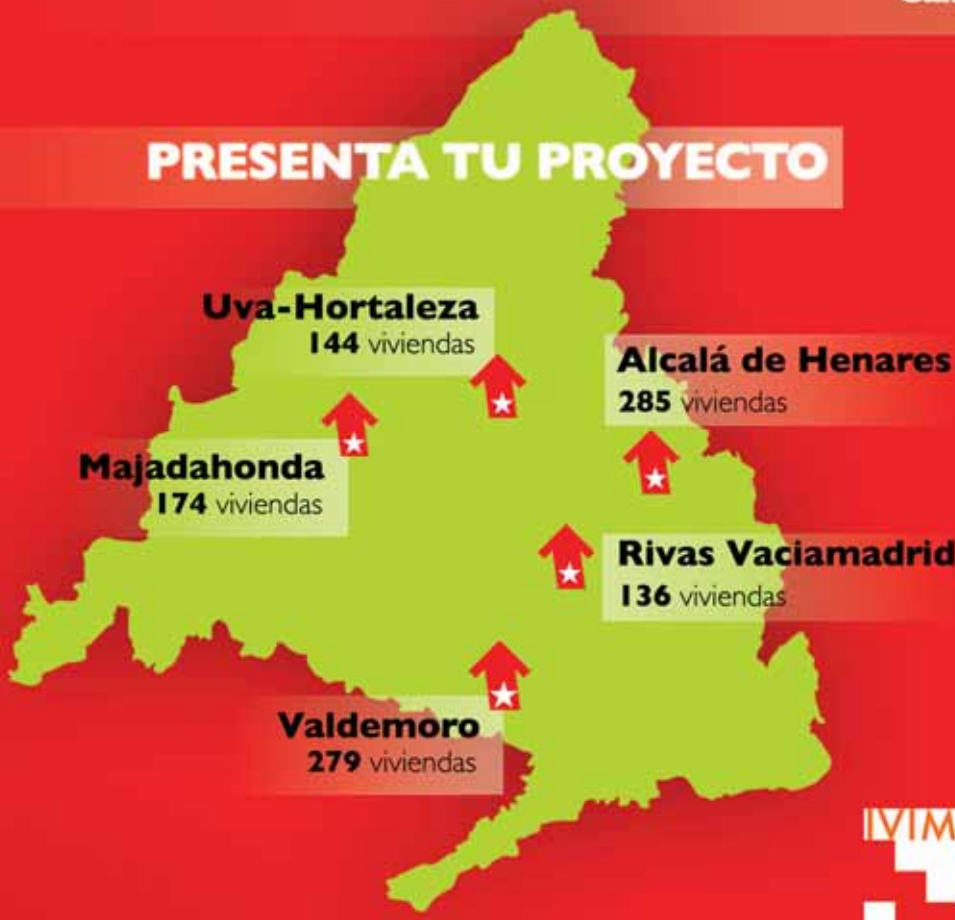 PRESENTA TU PROYECTO
Uva-Hortaleza
144 viviendas
Alcalá de Henares
285 viviendas
Majadahonda
174 viviendas
Rivas Vaciamadrid
136 viviendas
Valdemoro
279 viviendas
IVIM